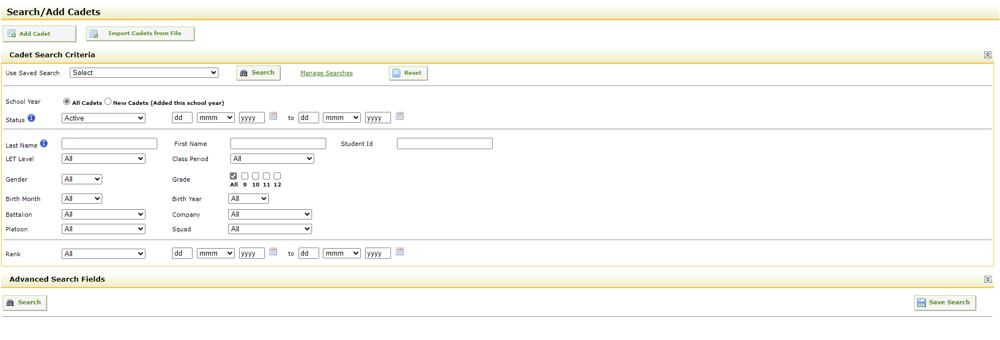 Search/Add Cadets
Add Cadet Import Cadets from File
Cadet Search Criteria
Use Saved Search Select Search Manage Searches Reset
School Year All Cadets New Cadets (Added this school year)
Status Active dd mmm yyyy to dd mmm yyyy
Last Name First Name Student Id
LET Level All Class Period All
Gender All Grade
All 9 10 11 12
Birth Month All Birth Year All
Battalion All Company All
Platoon All Squad All
Rank All dd mmm yyyy to dd mmm yyyy
Advanced Search Fields
Search Save Search